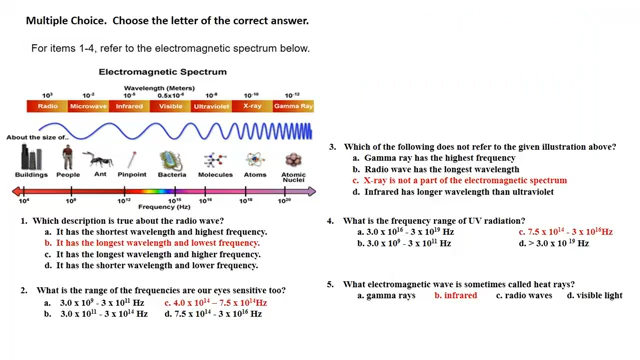 Multiple Choice. Choose the letter of the correct answer.
For items 1-4, refer to the electromagnetic spectrum below.
Electromagnetic Spectrum
Wavelength (Meters)
10³ 10⁻² 10⁻⁵ 0.5x10⁻⁶ 10⁻⁸ 10⁻¹⁰ 10⁻¹²
Radio Microwave Infrared Visible Ultraviolet X-ray Gamma Ray
About the size of..
Buildings People Ant Pinpoint Bacteria Molecules Atoms Atomic Nuclei
10⁴ 10⁸ 10¹² 10¹⁵ 10¹⁶ 10¹⁸ 10²⁰
Frequency (Hz)
1. Which description is true about the radio wave?
a. It has the shortest wavelength and highest frequency.
b. It has the longest wavelength and lowest frequency.
c. It has the longest wavelength and higher frequency.
d. It has the shorter wavelength and lower frequency.
2. What is the range of the frequencies are our eyes sensitive too?
a. 3.0 x 10⁹ - 3 x 10¹¹ Hz c. 4.0 x 10¹⁴ – 7.5 x 10¹⁴Hz
b. 3.0 x 10¹¹ - 3 x 10¹⁴ Hz d. 7.5 x 10¹⁴ - 3 x 10¹⁶ Hz
3. Which of the following does not refer to the given illustration above?
a. Gamma ray has the highest frequency
b. Radio wave has the longest wavelength
c. X-ray is not a part of the electromagnetic spectrum
d. Infrared has longer wavelength than ultraviolet
4. What is the frequency range of UV radiation?
a. 3.0 x 10¹⁶ - 3 x 10¹⁹ Hz c. 7.5 x 10¹⁴ - 3 x 10¹⁶Hz
b. 3.0 x 10⁹ - 3 x 10¹¹ Hz d. > 3.0 x 10 ¹⁹ Hz
5. What electromagnetic wave is sometimes called heat rays?
a. gamma rays b. infrared c. radio waves d. visible light